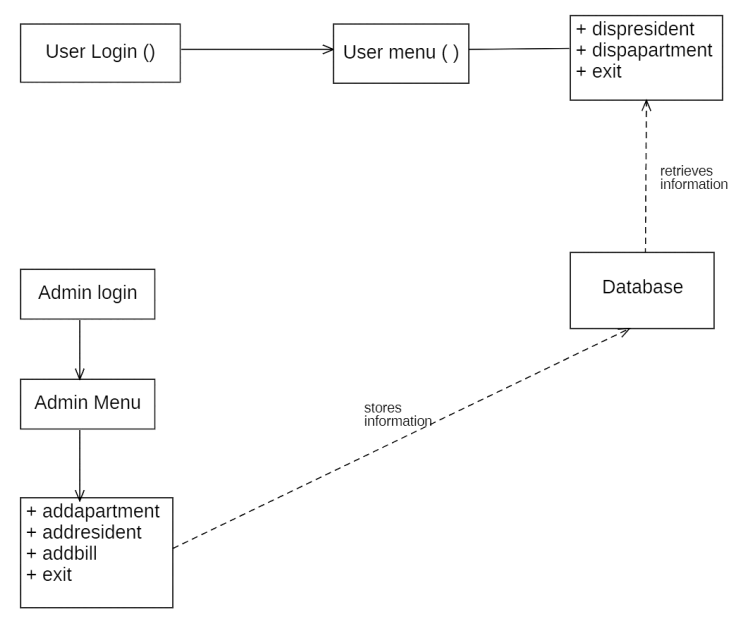 User Login ()
User menu ( )
+ dispresident
+ dispapartment
+ exit
retrieves
information
Database
Admin login
Admin Menu
stores
information
+ addapartment
+ addresident
+ addbill
+ exit